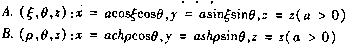 A. (ξ,θ,z):x = acosξcosθ,y = asinξsinθ,z = z(a > 0)
B. (ρ,θ,z):x = achρcosθ,y = ashρsinθ,z = z(a > 0)